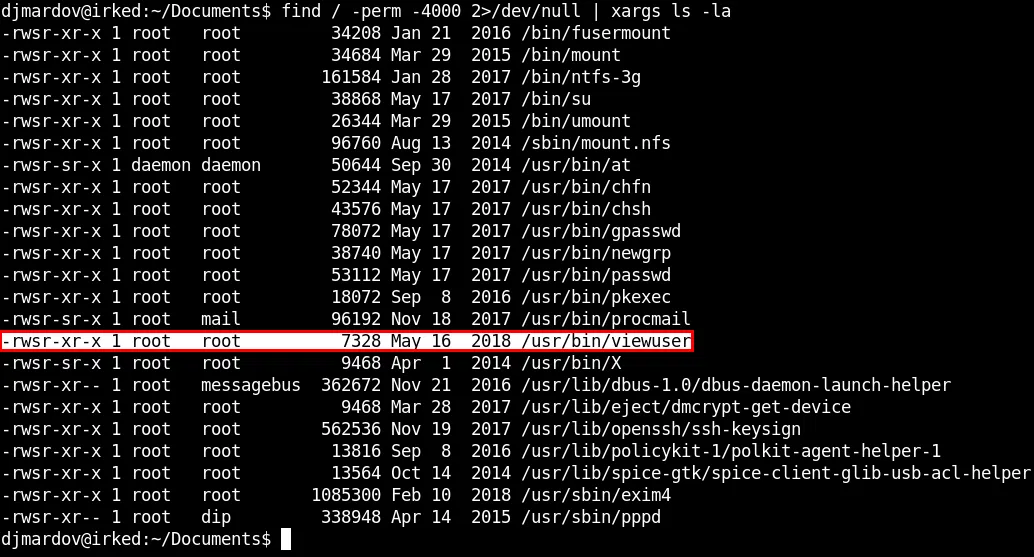 djmardov@irked:~/Documents$ find / -perm -4000 2>/dev/null | xargs ls -la
-rwsr-xr-x 1 root   root         34208 Jan 21  2016 /bin/fusermount
-rwsr-xr-x 1 root   root         34684 Mar 29  2015 /bin/mount
-rwsr-xr-x 1 root   root        161584 Jan 28  2017 /bin/ntfs-3g
-rwsr-xr-x 1 root   root         38868 May 17  2017 /bin/su
-rwsr-xr-x 1 root   root         26344 Mar 29  2015 /bin/umount
-rwsr-xr-x 1 root   root         96760 Aug 13  2014 /sbin/mount.nfs
-rwsr-sr-x 1 daemon daemon       50644 Sep 30  2014 /usr/bin/at
-rwsr-xr-x 1 root   root         52344 May 17  2017 /usr/bin/chfn
-rwsr-xr-x 1 root   root         43576 May 17  2017 /usr/bin/chsh
-rwsr-xr-x 1 root   root         78072 May 17  2017 /usr/bin/gpasswd
-rwsr-xr-x 1 root   root         38740 May 17  2017 /usr/bin/newgrp
-rwsr-xr-x 1 root   root         53112 May 17  2017 /usr/bin/passwd
-rwsr-xr-x 1 root   root         18072 Sep  8  2016 /usr/bin/pkexec
-rwsr-sr-x 1 root   mail         96192 Nov 18  2017 /usr/bin/procmail
-rwsr-xr-x 1 root   root          7328 May 16  2018 /usr/bin/viewuser
-rwsr-sr-x 1 root   root          9468 Apr  1  2014 /usr/bin/X
-rwsr-xr-- 1 root   messagebus  362672 Nov 21  2016 /usr/lib/dbus-1.0/dbus-daemon-launch-helper
-rwsr-xr-x 1 root   root          9468 Mar 28  2017 /usr/lib/eject/dmcrypt-get-device
-rwsr-xr-x 1 root   root        562536 Nov 19  2017 /usr/lib/openssh/ssh-keysign
-rwsr-xr-x 1 root   root         13816 Sep  8  2016 /usr/lib/policykit-1/polkit-agent-helper-1
-rwsr-xr-x 1 root   root         13564 Oct 14  2014 /usr/lib/spice-gtk/spice-client-glib-usb-acl-helper
-rwsr-xr-x 1 root   root       1085300 Feb 10  2018 /usr/sbin/exim4
-rwsr-xr-- 1 root   dip         338948 Apr 14  2015 /usr/sbin/pppd
djmardov@irked:~/Documents$